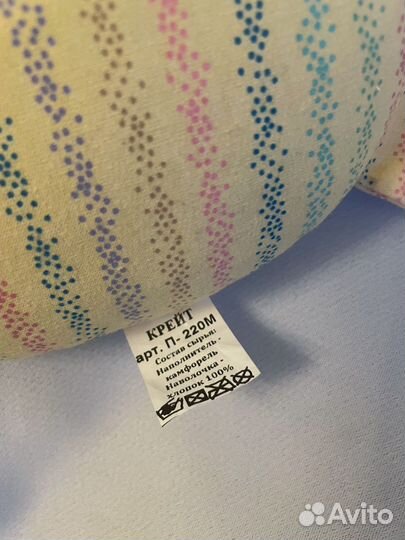 КРЕЙТ
арт. П- 220М
Состав сырья:
Наполнитель -
камфорель
Наволочка -
хлопок 100%
Avito